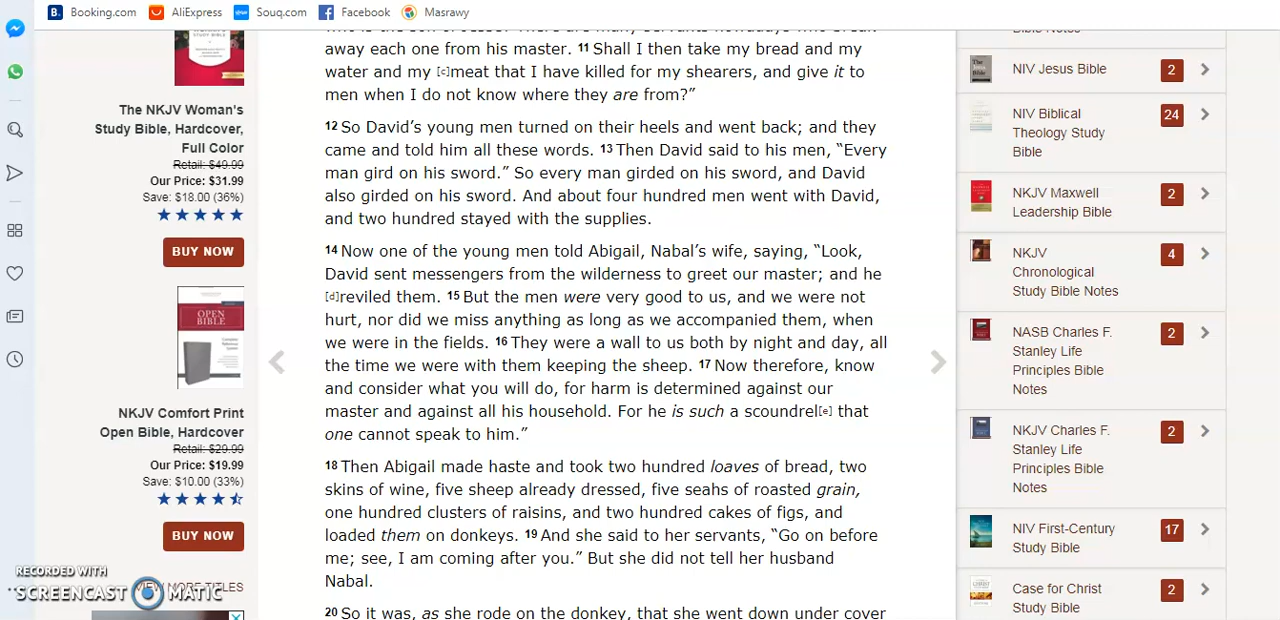 Booking.com AliExpress Souq.com Facebook Masrawy
The NKJV Woman's
Study Bible, Hardcover,
Full Color
Retail: $49.99
Our Price: $31.99
Save: $18.00 (36%)
BUY NOW
OPEN
BIBLE
NKJV Comfort Print
Open Bible, Hardcover
Retail: $29.99
Our Price: $19.99
Save: $10.00 (33%)
BUY NOW
VIEW MORE TITLES
RECORDED WITH
SCREENCAST MATIC
away each one from his master. 11 Shall I then take my bread and my
water and my [c]meat that I have killed for my shearers, and give it to
men when I do not know where they are from?”
12 So David’s young men turned on their heels and went back; and they
came and told him all these words. 13 Then David said to his men, “Every
man gird on his sword.” So every man girded on his sword, and David
also girded on his sword. And about four hundred men went with David,
and two hundred stayed with the supplies.
14 Now one of the young men told Abigail, Nabal’s wife, saying, “Look,
David sent messengers from the wilderness to greet our master; and he
[d]reviled them. 15 But the men were very good to us, and we were not
hurt, nor did we miss anything as long as we accompanied them, when
we were in the fields. 16 They were a wall to us both by night and day, all
the time we were with them keeping the sheep. 17 Now therefore, know
and consider what you will do, for harm is determined against our
master and against all his household. For he is such a scoundrel[e] that
one cannot speak to him.”
18 Then Abigail made haste and took two hundred loaves of bread, two
skins of wine, five sheep already dressed, five seahs of roasted grain,
one hundred clusters of raisins, and two hundred cakes of figs, and
loaded them on donkeys. 19 And she said to her servants, “Go on before
me; see, I am coming after you.” But she did not tell her husband
Nabal.
20 So it was, as she rode on the donkey, that she went down under cover
Bible Notes
NIV Jesus Bible 2
NIV Biblical 24
Theology Study
Bible
NKJV Maxwell 2
Leadership Bible
NKJV 4
Chronological
Study Bible Notes
NASB Charles F. 2
Stanley Life
Principles Bible
Notes
NKJV Charles F. 2
Stanley Life
Principles Bible
Notes
NIV First-Century 17
Study Bible
Case for Christ 2
Study Bible